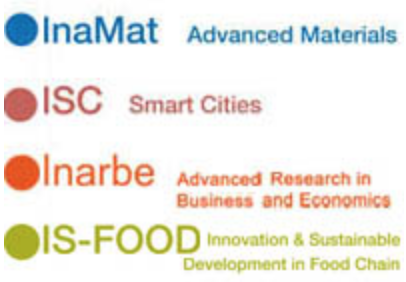 InaMat Advanced Materials
ISC Smart Cities
Inarbe Advanced Research in
Business and Economics
IS-FOOD Innovation & Sustainable
Development in Food Chain